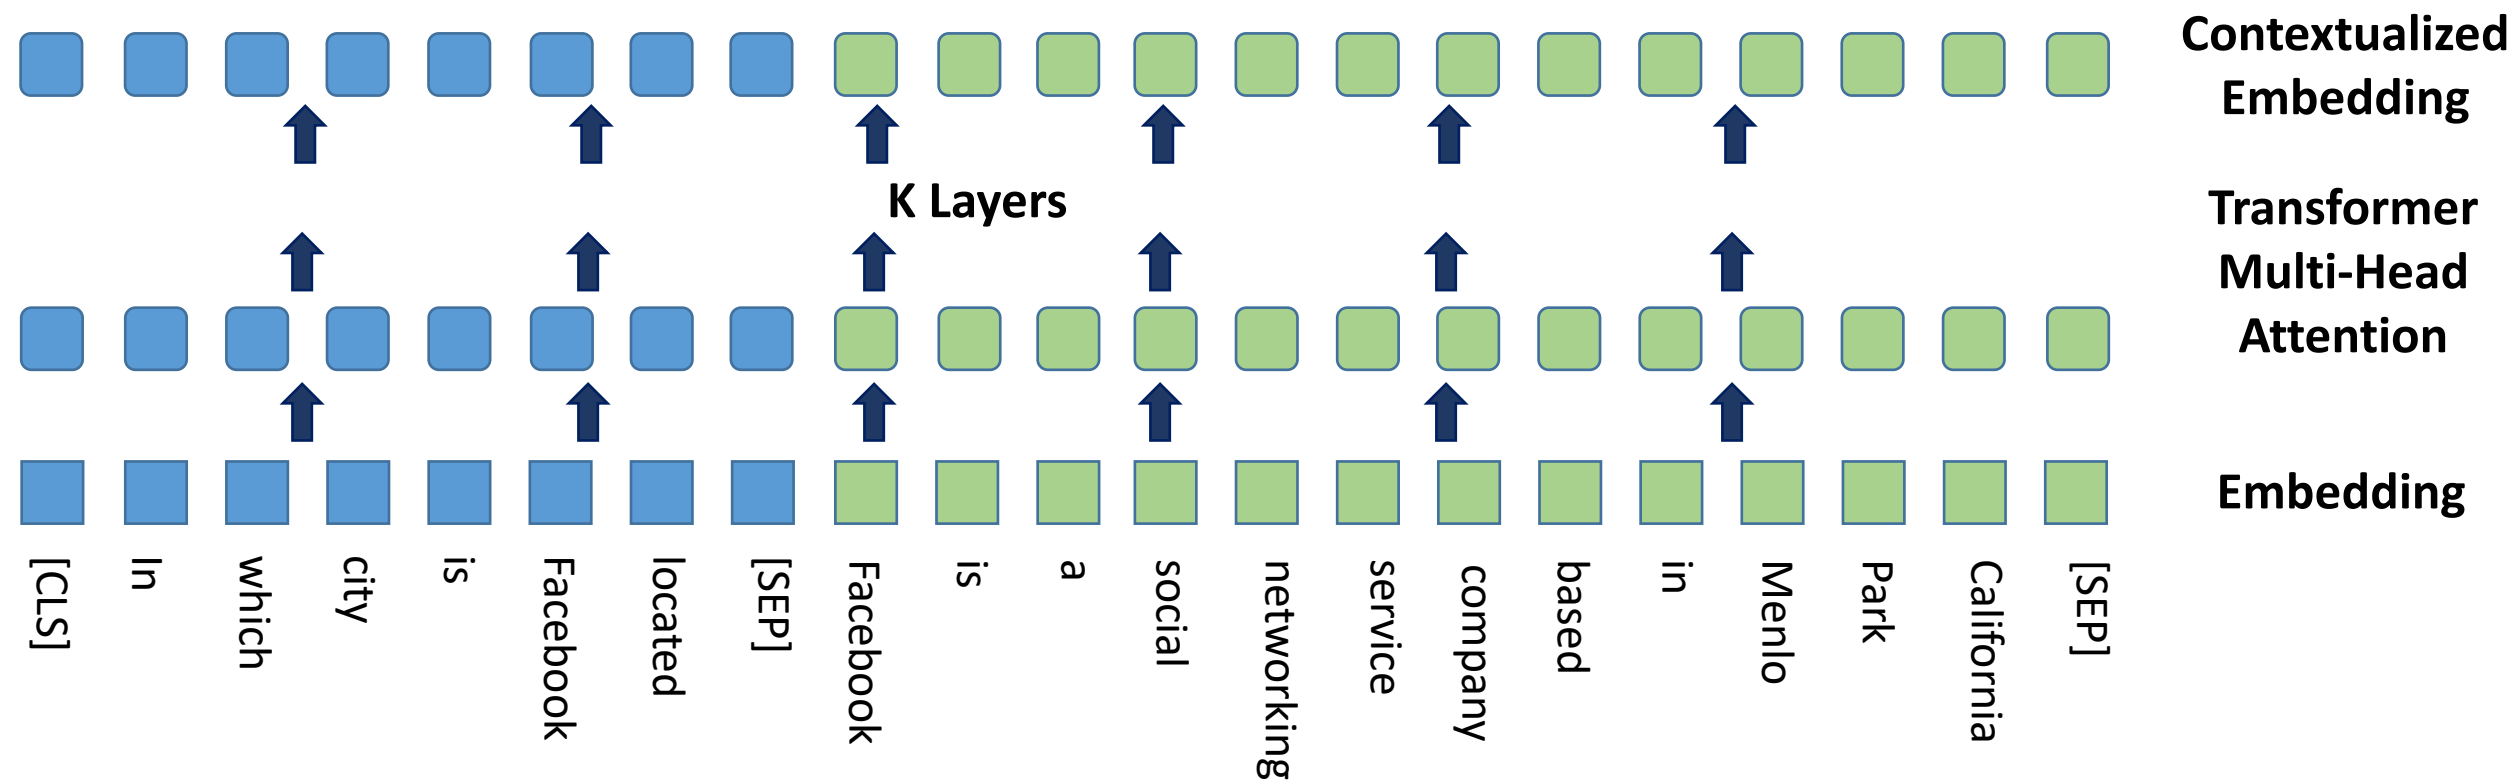 Contextualized
Embedding
K Layers
Transformer
Multi-Head
Attention
Embedding
[CLS]
In
which
city
is
Facebook
located
[SEP]
Facebook
is
a
social
networking
service
company
based
in
Menlo
Park
California
[SEP]